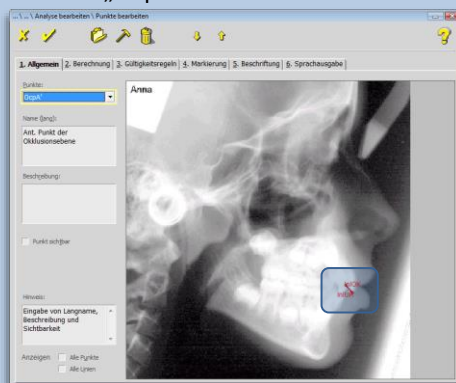 ...\ ... \ Analyse bearbeiten \ Punkte bearbeiten
1. Allgemein
2. Berechnung
3. Gültigkeitsregeln
4. Markierung
5. Beschriftung
6. Sprachausgabe
Punkte:
OcpA'
Name (lang):
Ant. Punkt der
Okklusionsebene
Beschreibung:
Punkt sichtbar
Hinweis:
Eingabe von Langname,
Beschreibung und
Sichtbarkeit
Anzeigen:
Alle Punkte
Alle Linien
Anna